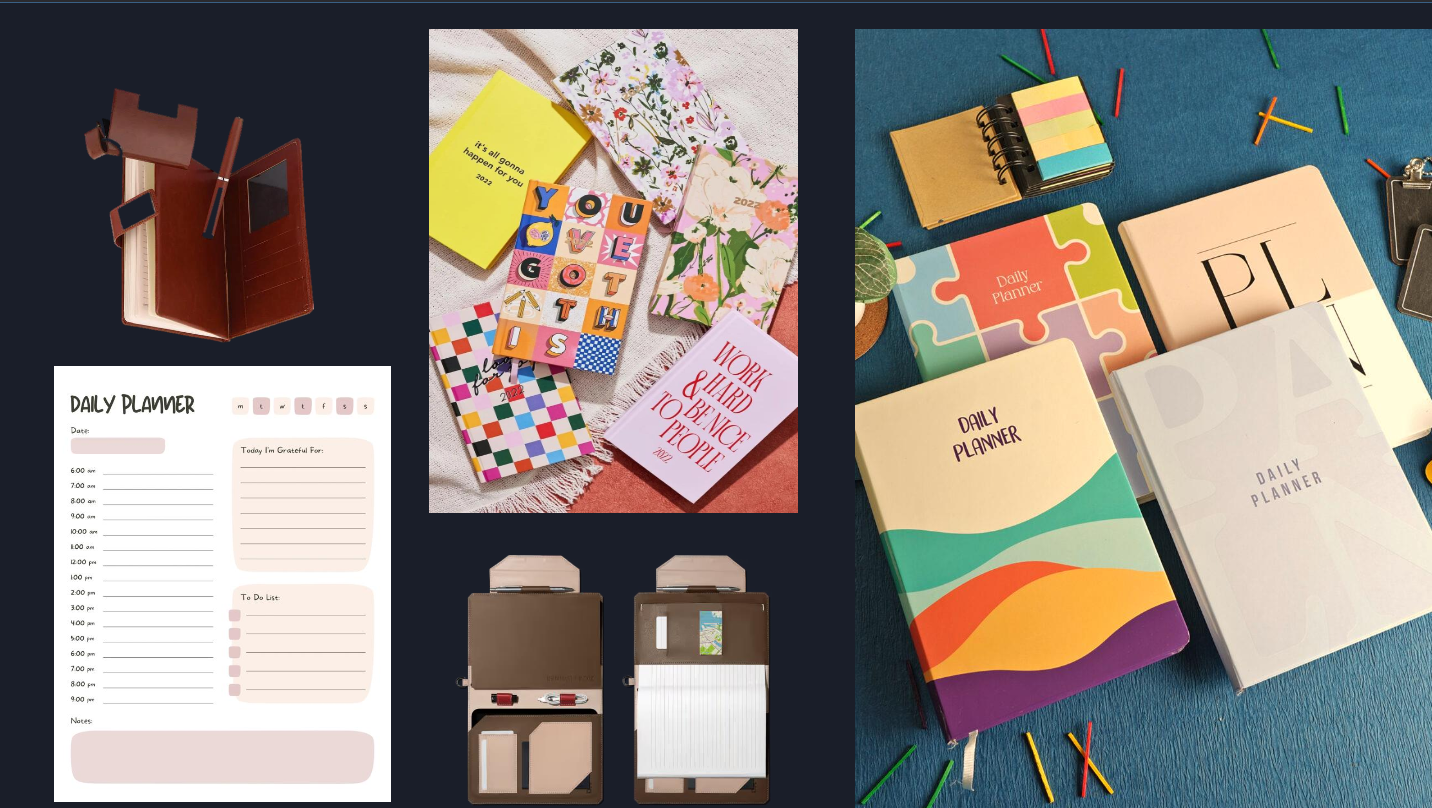 DAILY PLANNER
m t w t f s s
Date:
6:00 am
7:00 am
8:00 am
9:00 am
10:00 am
11:00 am
12:00 pm
1:00 pm
2:00 pm
3:00 pm
4:00 pm
5:00 pm
6:00 pm
7:00 pm
8:00 pm
9:00 pm
Today I'm Grateful For:
To Do List:
Notes:
it's all gonna
happen for you
2022
2022
YOU
OVE
GOT
TH
IS
2022
WORK
& HARD
BE NICE
TO
PEOPLE
2022
Daily
Planner
PL
N
DAILY
PLANNER
DAILY
PLANNER